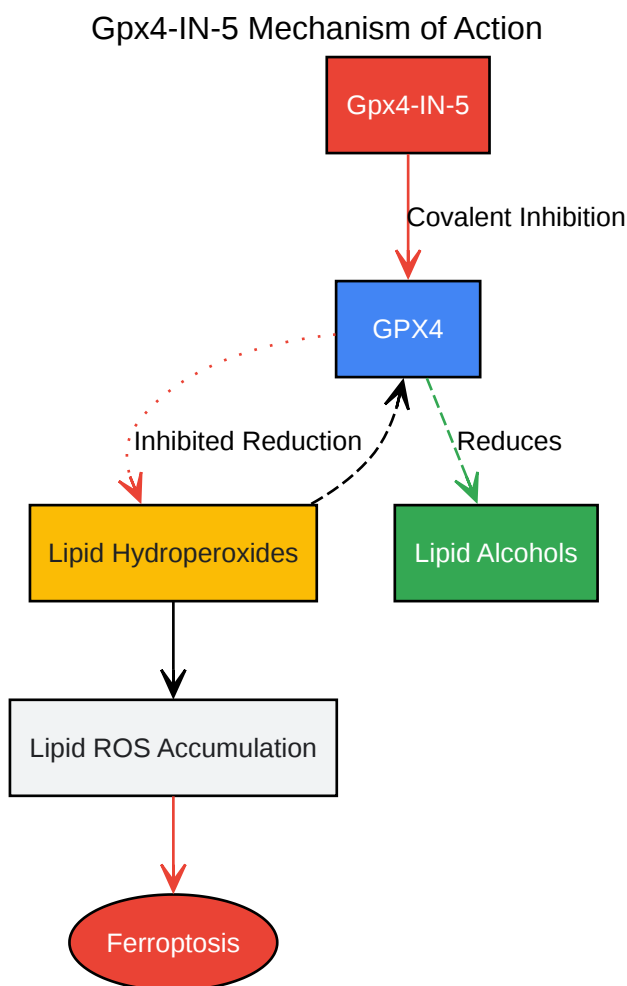 Gpx4-IN-5 Mechanism of Action
Gpx4-IN-5
Covalent Inhibition
GPX4
Inhibited Reduction
Reduces
Lipid Hydroperoxides
Lipid Alcohols
Lipid ROS Accumulation
Ferroptosis